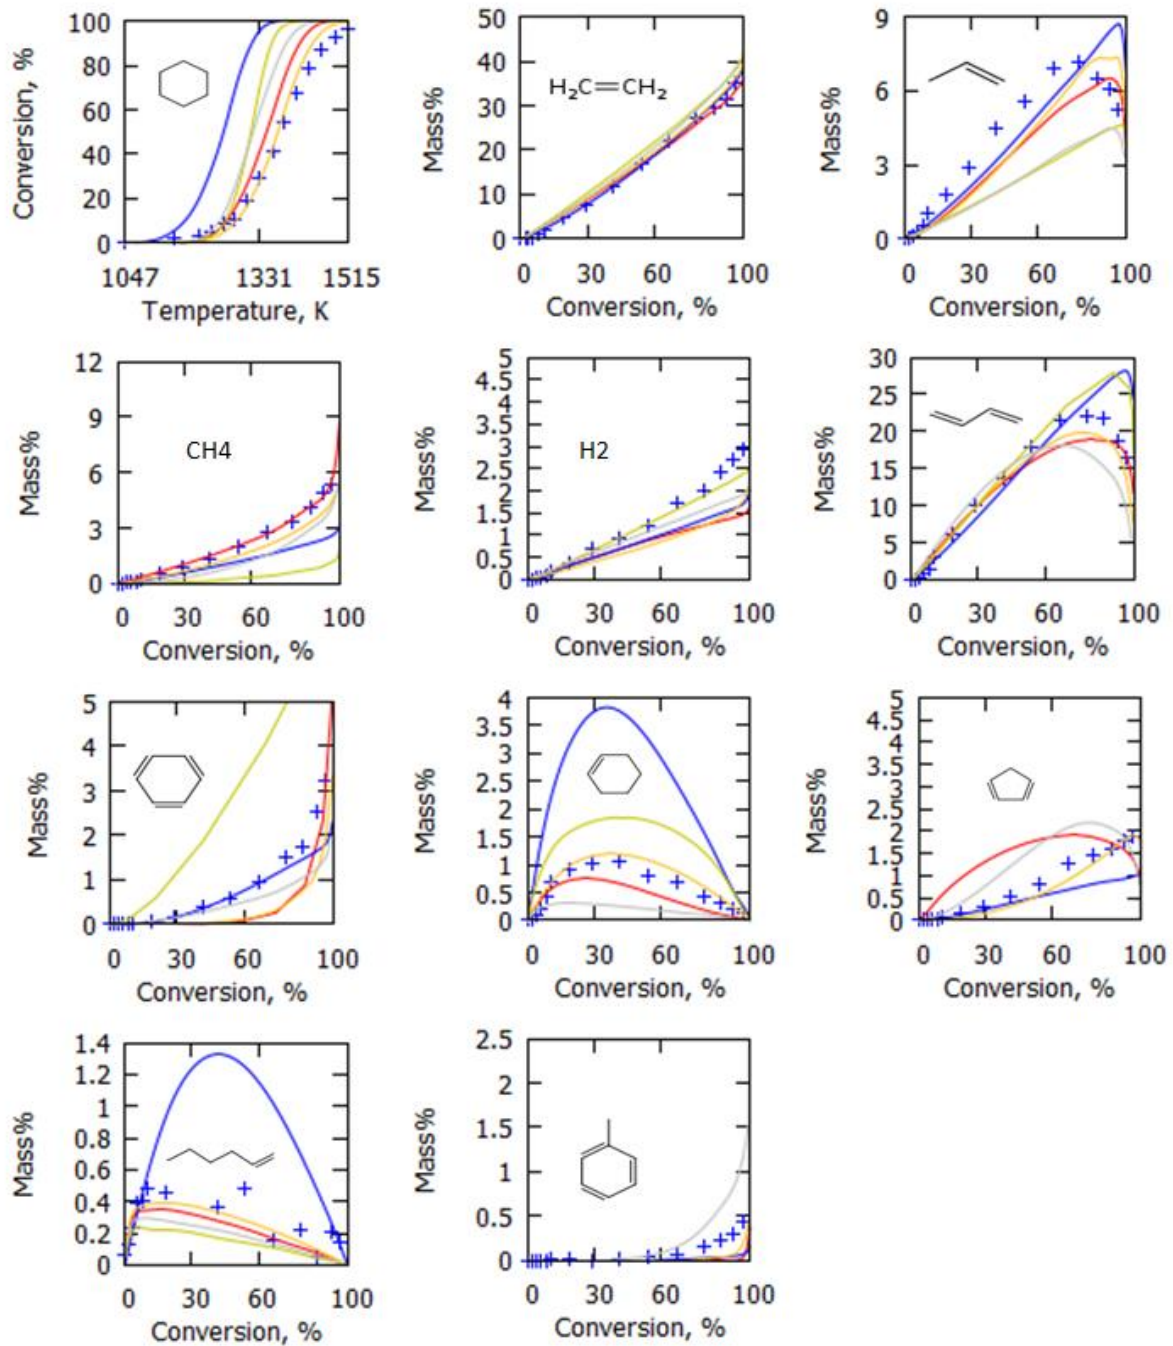 Conversion, %
100
80
60
40
20
0
1047 1331 1515
Temperature, K
Mass%
50
40
30
20
10
0
H₂C=CH₂
0 30 60 100
Conversion, %
Mass%
9
6
3
0
0 30 60 100
Conversion, %
Mass%
12
9
6
3
0
CH4
0 30 60 100
Conversion, %
Mass%
5
4.5
4
3.5
3
2.5
2
1.5
1
0.5
0
H2
0 30 60 100
Conversion, %
Mass%
30
25
20
15
10
5
0
0 30 60 100
Conversion, %
Mass%
5
4
3
2
1
0
0 30 60 100
Conversion, %
Mass%
4
3.5
3
2.5
2
1.5
1
0.5
0
0 30 60 100
Conversion, %
Mass%
5
4.5
4
3.5
3
2.5
2
1.5
1
0.5
0
0 30 60 100
Conversion, %
Mass%
1.4
1.2
1
0.8
0.6
0.4
0.2
0
0 30 60 100
Conversion, %
Mass%
2.5
2
1.5
1
0.5
0
0 30 60 100
Conversion, %